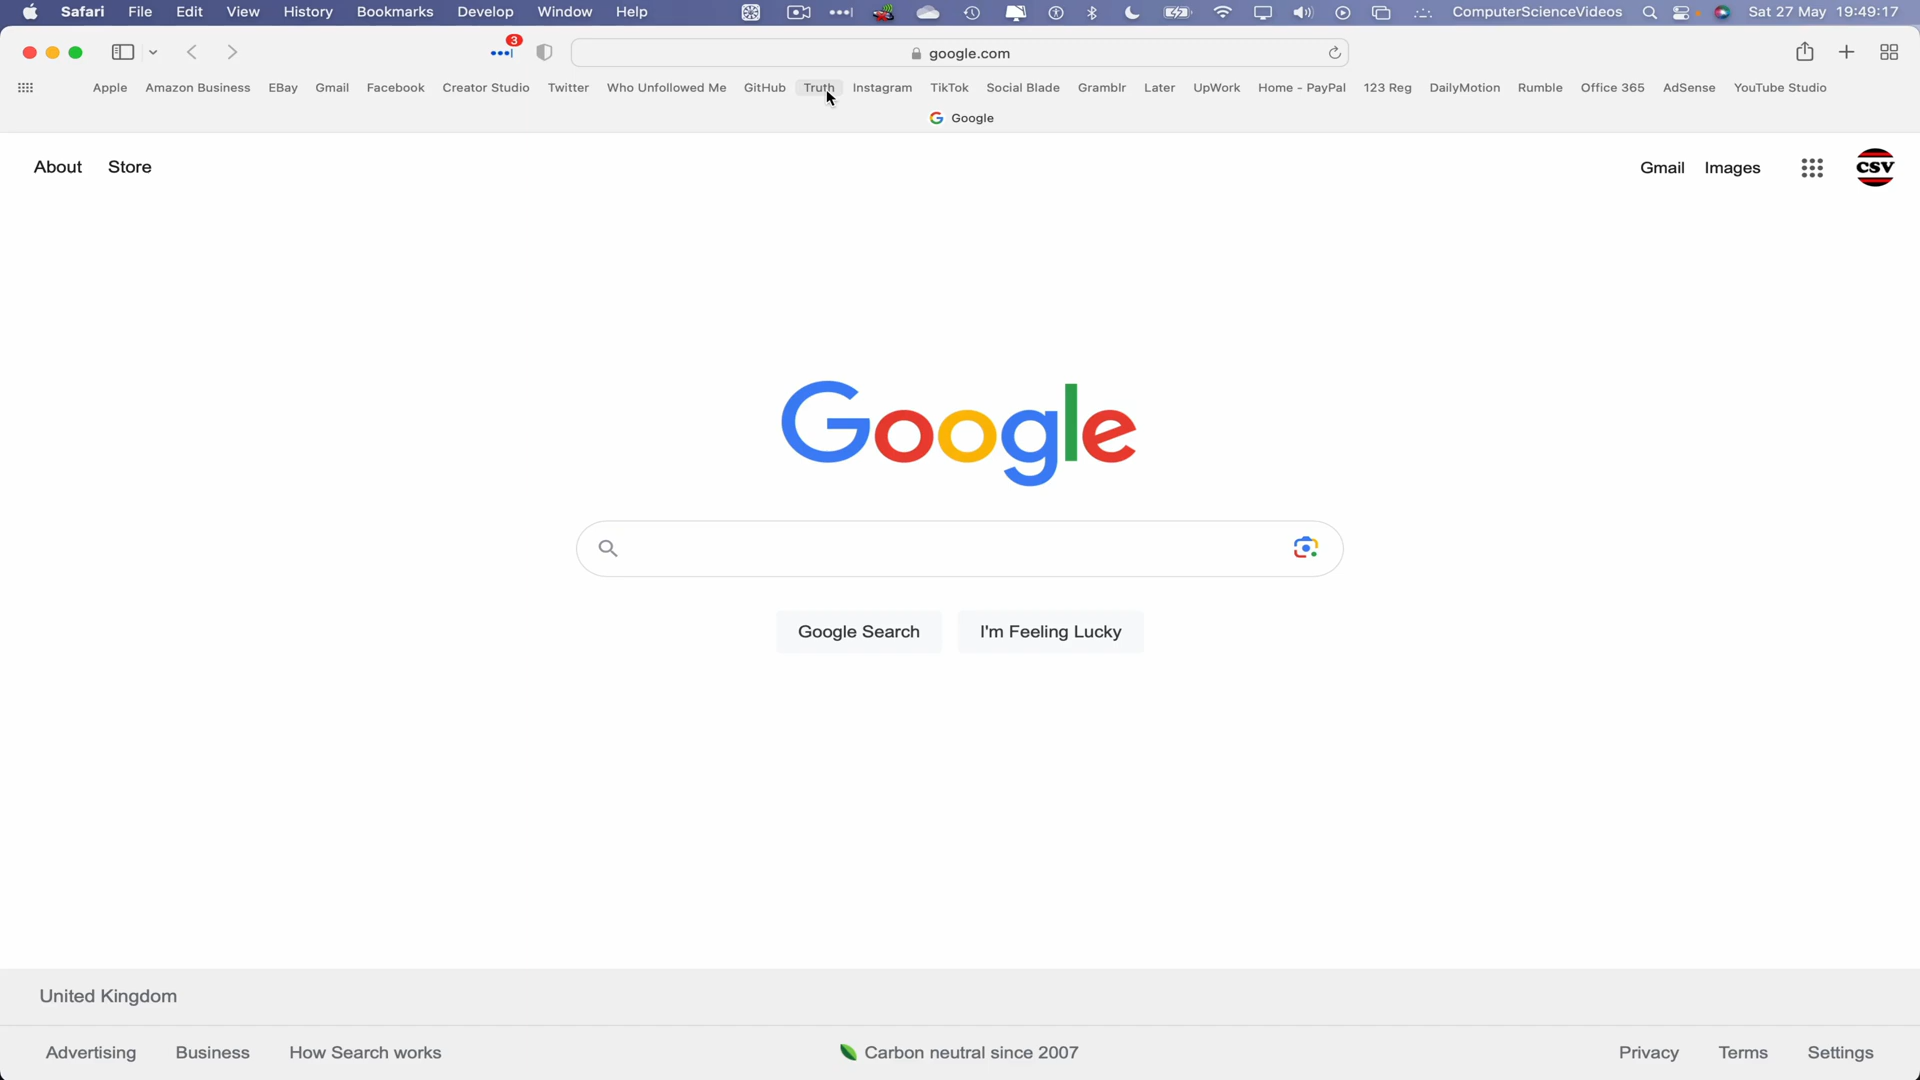 Safari File Edit View History Bookmarks Develop Window Help ComputerScienceVideos Sat 27 May 19:49:17
3
google.com
Apple Amazon Business EBay Gmail Facebook Creator Studio Twitter Who Unfollowed Me GitHub Truth Instagram TikTok Social Blade Gramblr Later UpWork Home - PayPal 123 Reg DailyMotion Rumble Office 365 AdSense YouTube Studio
G Google
About Store Gmail Images CSV
Google
Google Search I'm Feeling Lucky
United Kingdom
Advertising Business How Search works Carbon neutral since 2007 Privacy Terms Settings